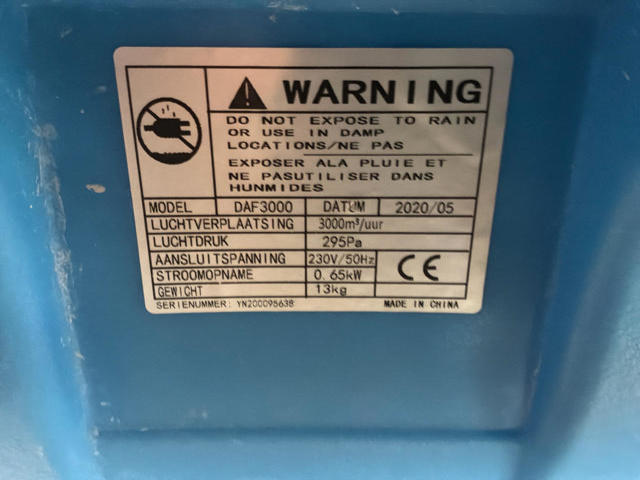 WARNING
DO NOT EXPOSE TO RAIN
OR USE IN DAMP
LOCATIONS/NE PAS
EXPOSER ALA PLUIE ET
NE PASUTILISER DANS
HUNMIDES
MODEL DAF3000 DATUM 2020/05
LUCHTVERPLAATSING 3000m³/uur
LUCHTDRUK 295Pa
AANSLUITSPANNING 230V/50Hz
STROOMOPNAME 0.65kW
GEWICHT 13kg
CE
SERIENUMMER: YN200095638 MADE IN CHINA